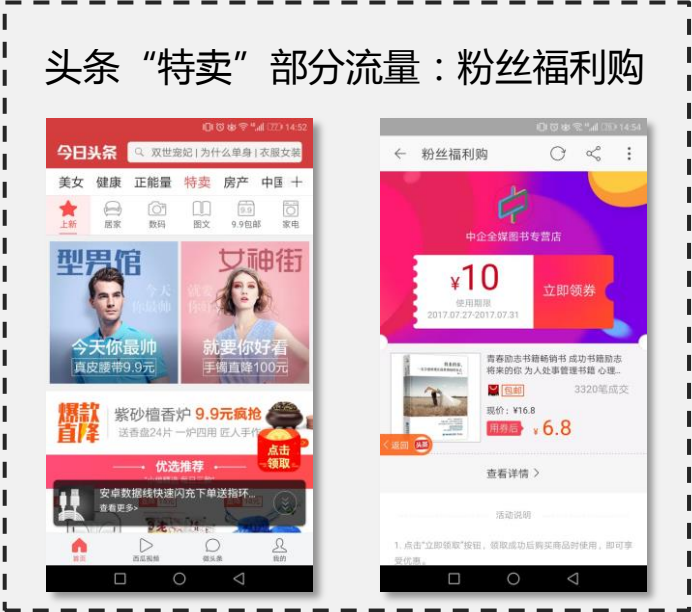 头条“特卖”部分流量：粉丝福利购
14:52
今日头条
双世宠妃 | 为什么单身 | 衣服女装
美女 健康 正能量 特卖 房产 中国 +
上新 居家 数码 图文 9.9包邮 家电
型男馆
今天
你最帅
今天你最帅
真皮腰带9.9元
女神街
就要
你好
就要你好看
手镯直降100元
爆款
直降
紫砂檀香炉 9.9元疯抢
送香盘24片 一炉四用 匠人手作
点击
领取
优选推荐
安卓数据线快速闪充下单送指环...
查看更多>
首页 西瓜视频 微头条 我的
14:54
粉丝福利购
中企全媒图书专营店
¥10
使用期限
2017.07.27-2017.07.31
立即领券
青春励志书籍畅销书 成功书籍励志
将来的你 为人处事管理书籍 心理...
包邮
3320笔成交
现价：¥16.8
用券后 ¥6.8
<返回 头条
查看详情 >
活动说明
1. 点击“立即领取”按钮，领取成功后购买商品时使用，即可享
受优惠。